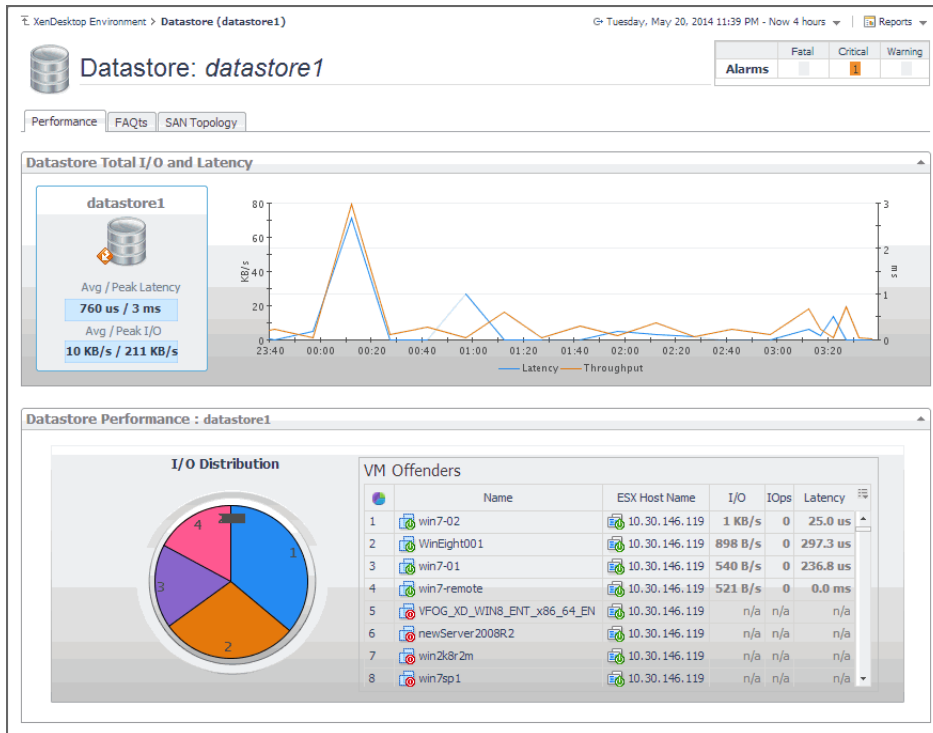 XenDesktop Environment > Datastore (datastore1) Tuesday, May 20, 2014 11:39 PM - Now 4 hours Reports
Datastore: datastore1
Fatal Critical Warning
Alarms 1
Performance FAQts SAN Topology
Datastore Total I/O and Latency
datastore1
Avg / Peak Latency
760 us / 3 ms
Avg / Peak I/O
10 KB/s / 211 KB/s
80 3
60
2
KB/s 40 ms
1
20
0 0
23:40 00:00 00:20 00:40 01:00 01:20 01:40 02:00 02:20 02:40 03:00 03:20
Latency Throughput
Datastore Performance : datastore1
I/O Distribution
4
1
3
2
VM Offenders
Name ESX Host Name I/O IOps Latency
1 win7-02 10.30.146.119 1 KB/s 0 25.0 us
2 WinEight001 10.30.146.119 898 B/s 0 297.3 us
3 win7-01 10.30.146.119 540 B/s 0 236.8 us
4 win7-remote 10.30.146.119 521 B/s 0 0.0 ms
5 VFOG_XD_WIN8_ENT_x86_64_EN 10.30.146.119 n/a n/a n/a
6 newServer2008R2 10.30.146.119 n/a n/a n/a
7 win2k8r2m 10.30.146.119 n/a n/a n/a
8 win7sp1 10.30.146.119 n/a n/a n/a